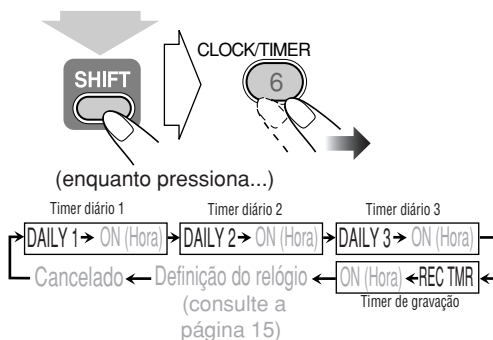 CLOCK/TIMER
SHIFT
6
(enquanto pressiona...)
Timer diário 1 Timer diário 2 Timer diário 3
DAILY 1 → ON (Hora) → DAILY 2 → ON (Hora) → DAILY 3 → ON (Hora)
Cancelado ← Definição do relógio ← ON (Hora) ← REC TMR
(consulte a Timer de gravação
página 15)